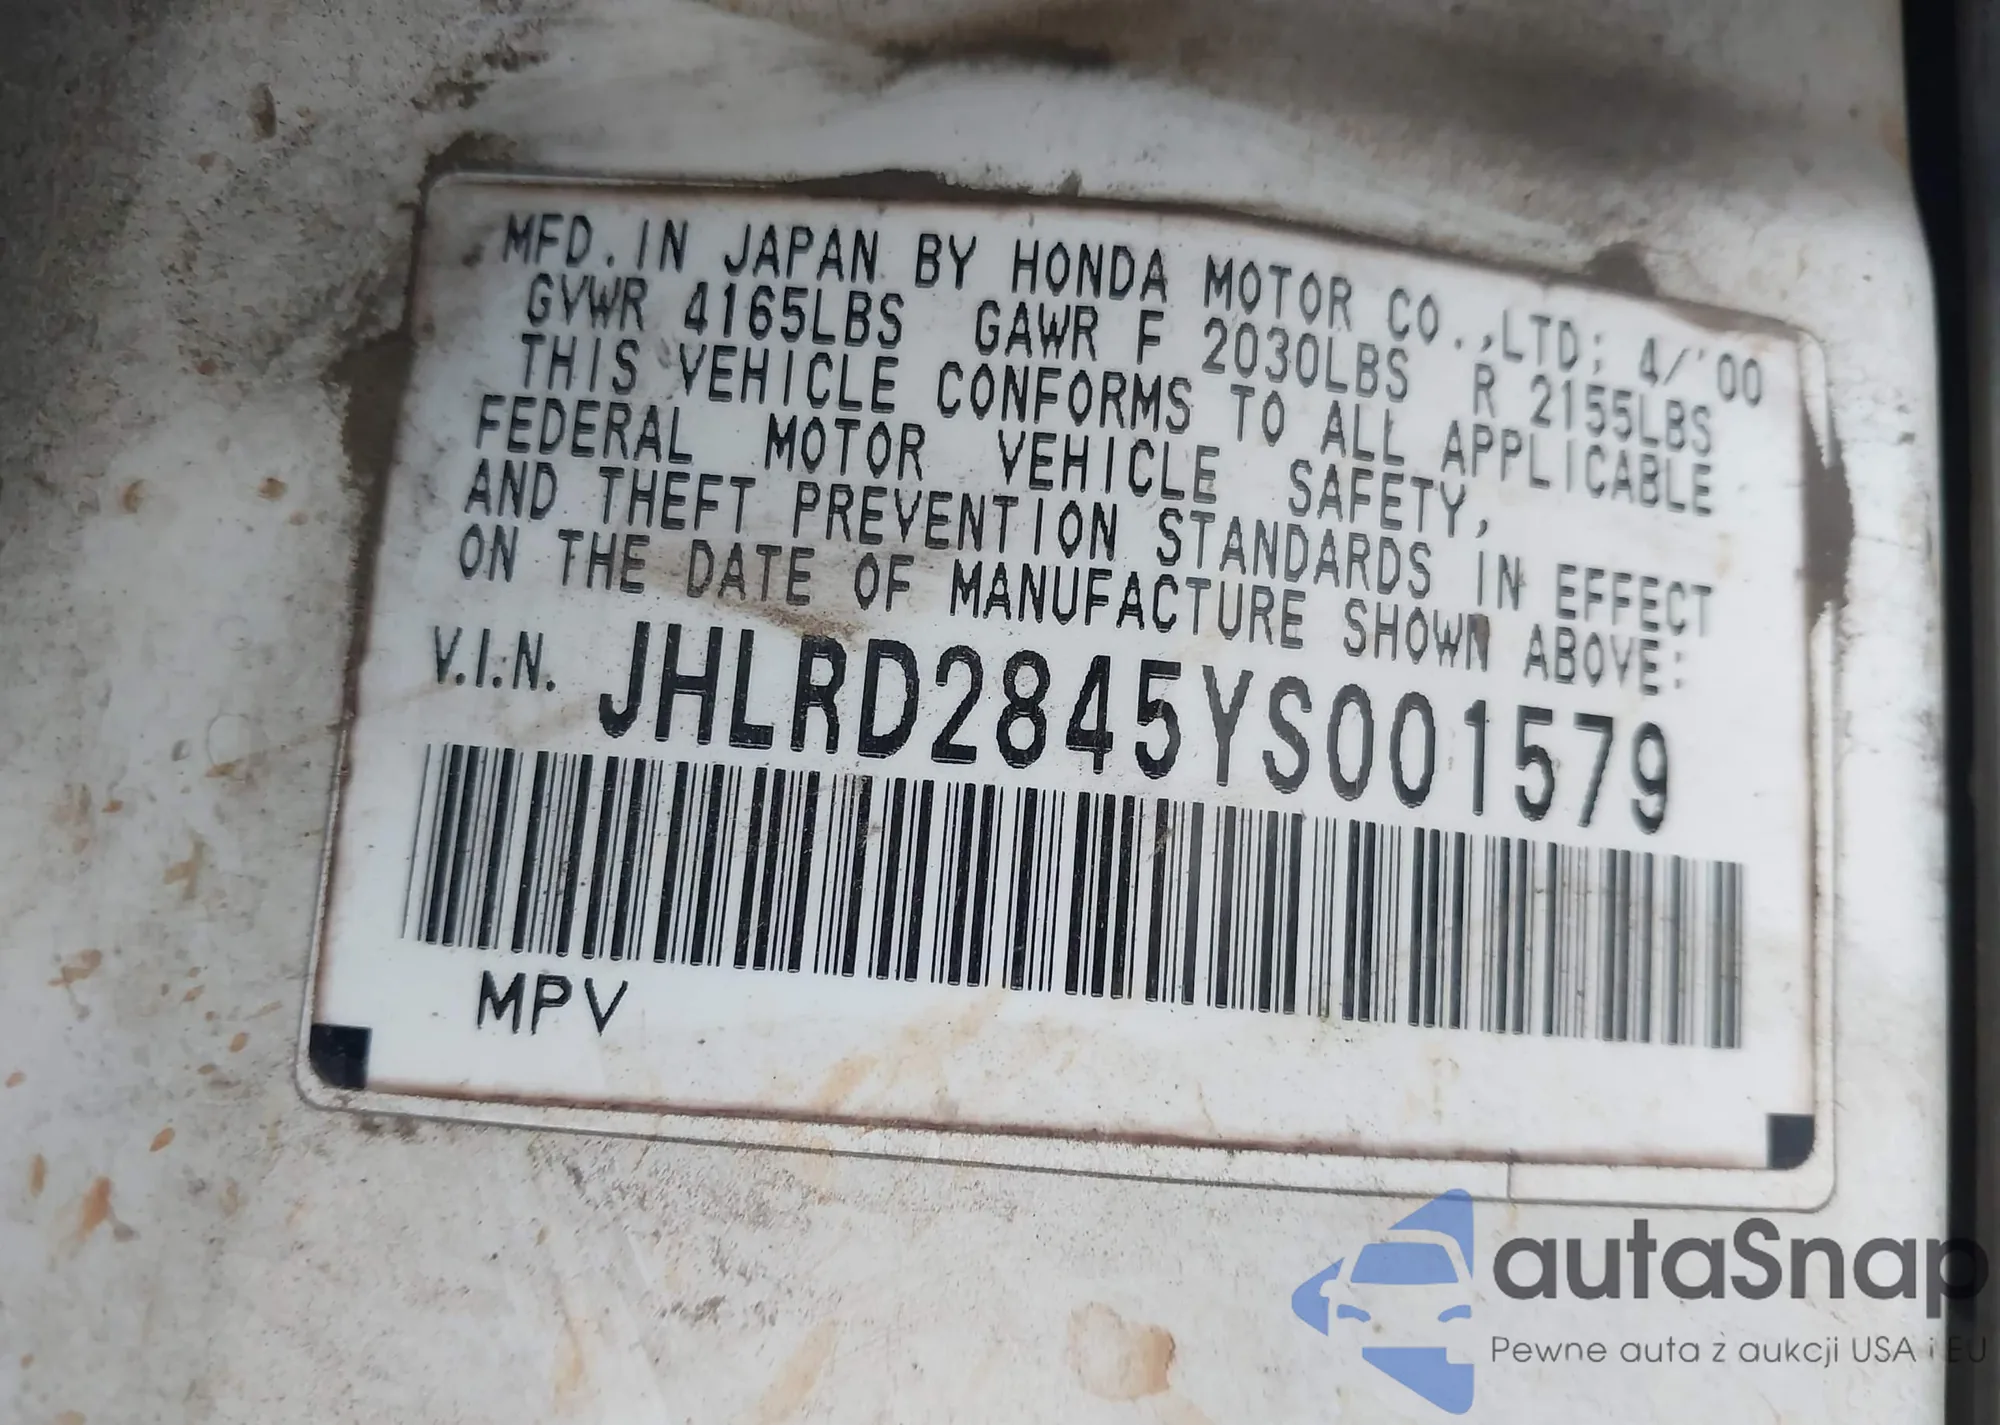 MFD. IN JAPAN BY HONDA MOTOR CO.,LTD; 4/'00
GVWR 4165LBS GAWR F 2030LBS R 2155LBS
THIS VEHICLE CONFORMS TO ALL APPLICABLE
FEDERAL MOTOR VEHICLE SAFETY,
AND THEFT PREVENTION STANDARDS IN EFFECT
ON THE DATE OF MANUFACTURE SHOWN ABOVE:
V.I.N. JHLRD2845YS001579
MPV
autaSnap
Pewne auta z aukcji USA i EU